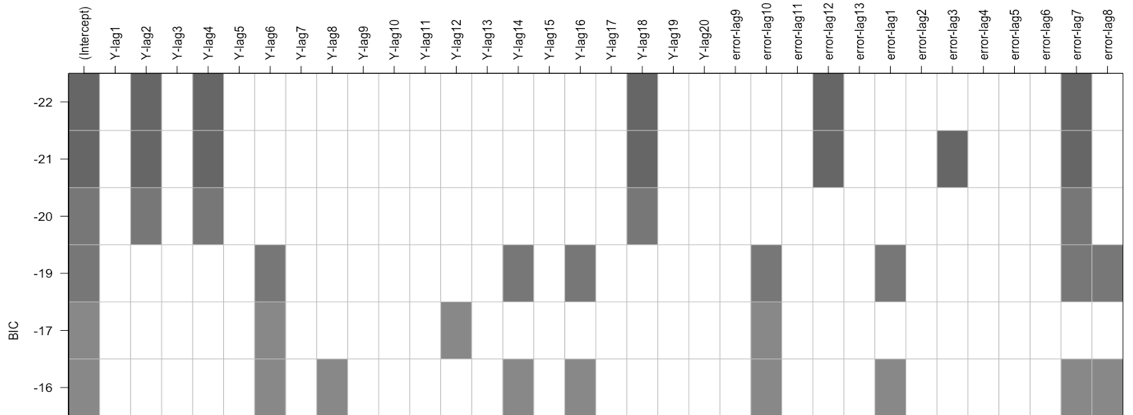 (Intercept)
Y-lag1
Y-lag2
Y-lag3
Y-lag4
Y-lag5
Y-lag6
Y-lag7
Y-lag8
Y-lag9
Y-lag10
Y-lag11
Y-lag12
Y-lag13
Y-lag14
Y-lag15
Y-lag16
Y-lag17
Y-lag18
Y-lag19
Y-lag20
error-lag9
error-lag10
error-lag11
error-lag12
error-lag13
error-lag1
error-lag2
error-lag3
error-lag4
error-lag5
error-lag6
error-lag7
error-lag8
-22
-21
-20
-19
-17
-16
BIC